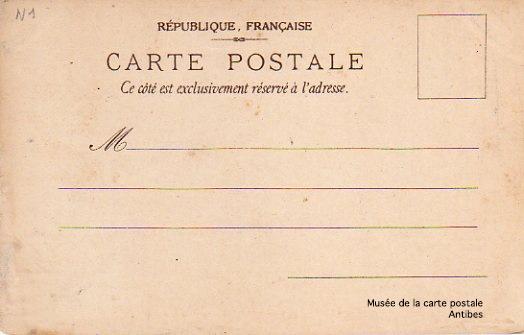 N1
RÉPUBLIQUE, FRANÇAISE
CARTE POSTALE
Ce côté est exclusivement réservé à l'adresse.
M
Musée de la carte postale
Antibes